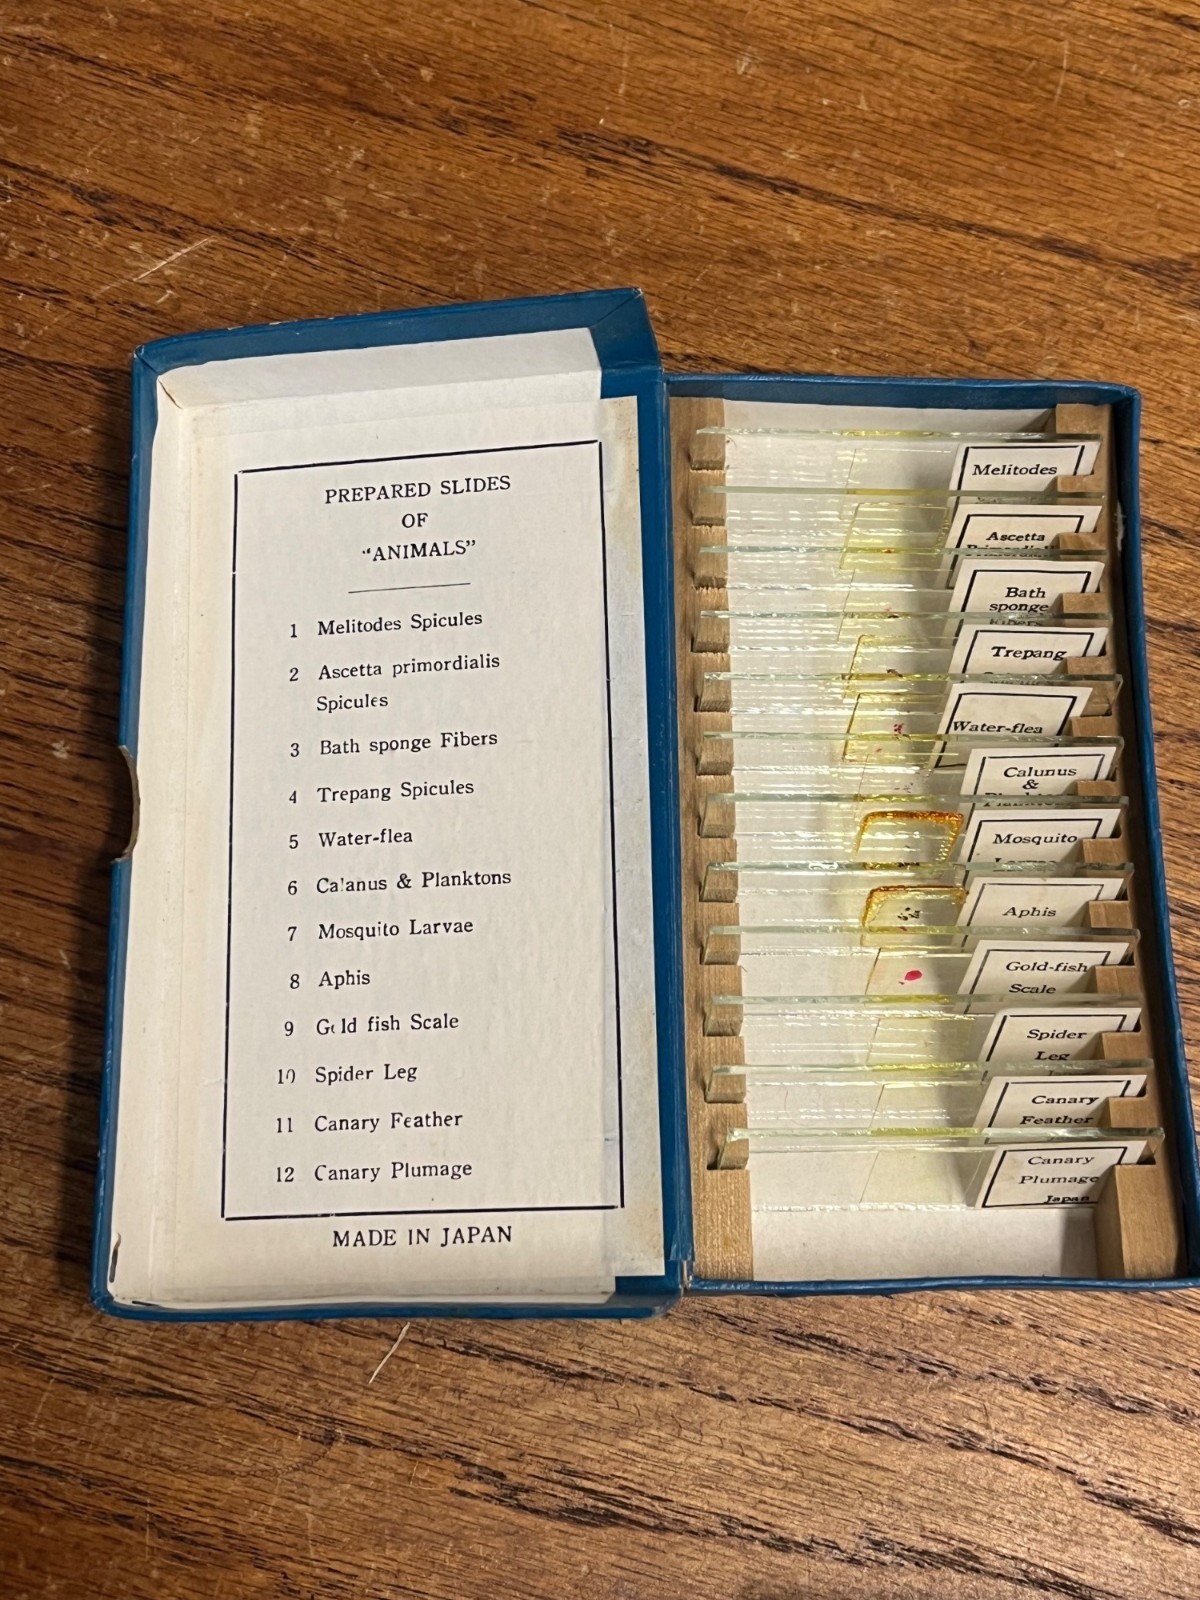 PREPARED SLIDES
OF
"ANIMALS"
1 Melitodes Spicules
2 Ascetta primordialis
Spicules
3 Bath sponge Fibers
4 Trepang Spicules
5 Water-flea
6 Calanus & Planktons
7 Mosquito Larvae
8 Aphis
9 Gold fish Scale
10 Spider Leg
11 Canary Feather
12 Canary Plumage
MADE IN JAPAN
Melitodes
Ascetta
Bath
sponge
Trepang
Water-flea
Calunus
&
Mosquito
Aphis
Gold-fish
Scale
Spider
Leg
Canary
Feather
Canary
Plumage
Japan